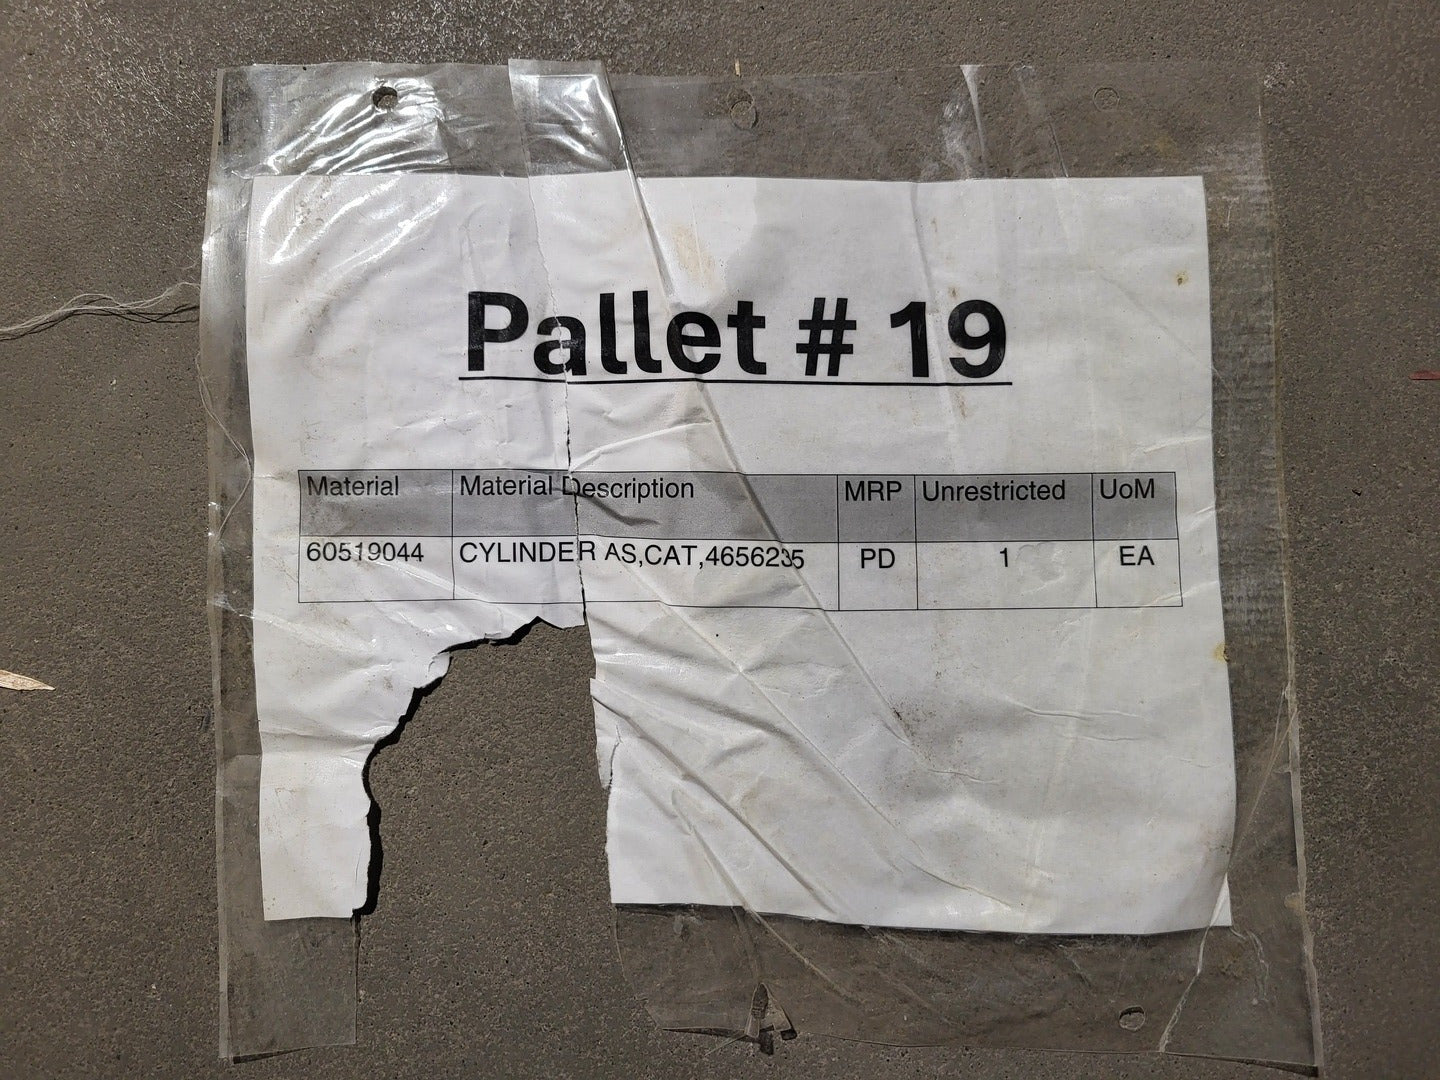 Pallet # 19
Material Material Description MRP Unrestricted UoM
60519044 CYLINDER AS,CAT,4656235 PD 1 EA